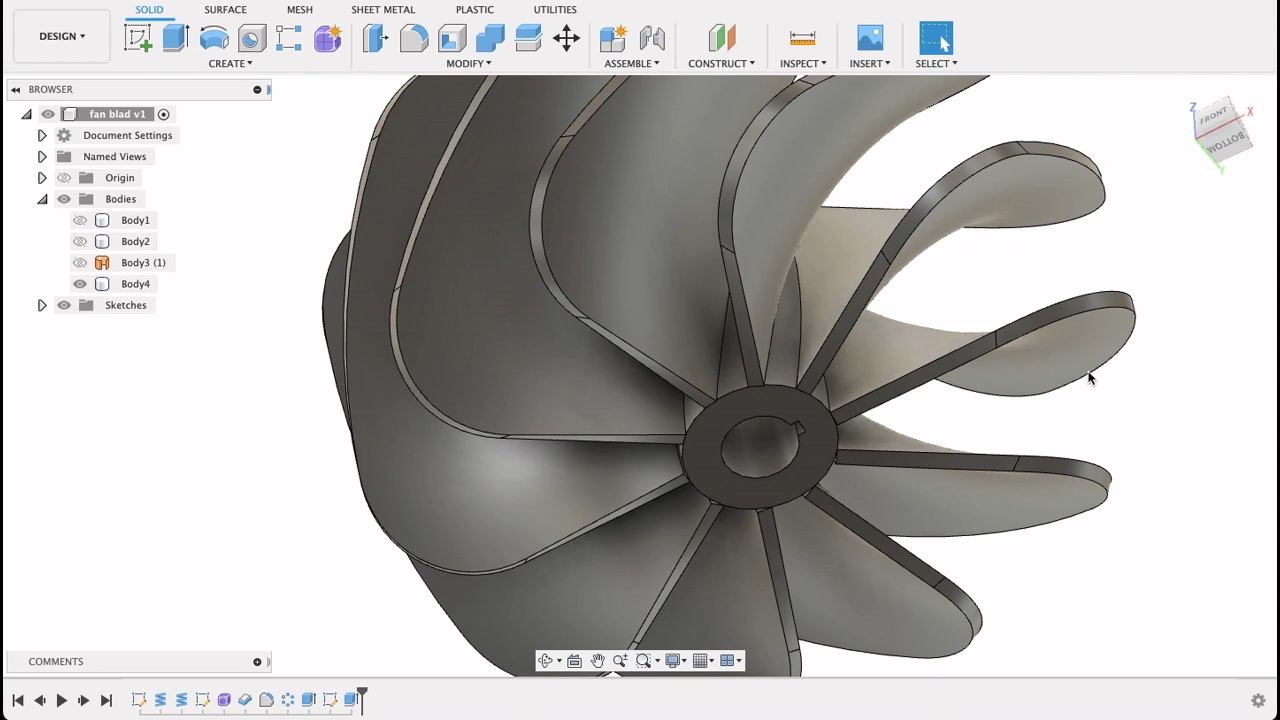 SOLID SURFACE MESH SHEET METAL PLASTIC UTILITIES
DESIGN
CREATE MODIFY ASSEMBLE CONSTRUCT INSPECT INSERT SELECT
BROWSER
fan blad v1
Document Settings
Named Views
Origin
Bodies
Body1
Body2
Body3 (1)
Body4
Sketches
Z
X
FRONT
BOTTOM
Y
COMMENTS